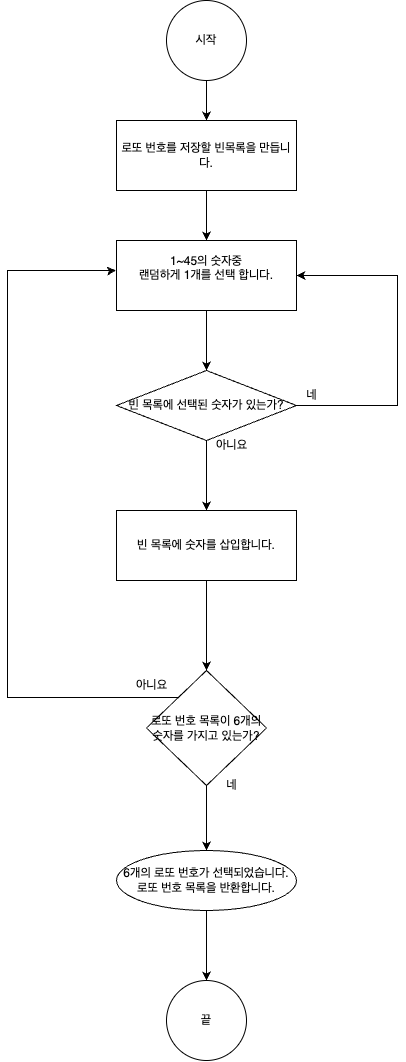 시작
로또 번호를 저장할 빈목록을 만듭니
다.
1~45의 숫자중
랜덤하게 1개를 선택 합니다.
빈 목록에 선택된 숫자가 있는가?
네
아니요
빈 목록에 숫자를 삽입합니다.
아니요
로또 번호 목록이 6개의
숫자를 가지고 있는가?
네
6개의 로또 번호가 선택되었습니다.
로또 번호 목록을 반환합니다.
끝